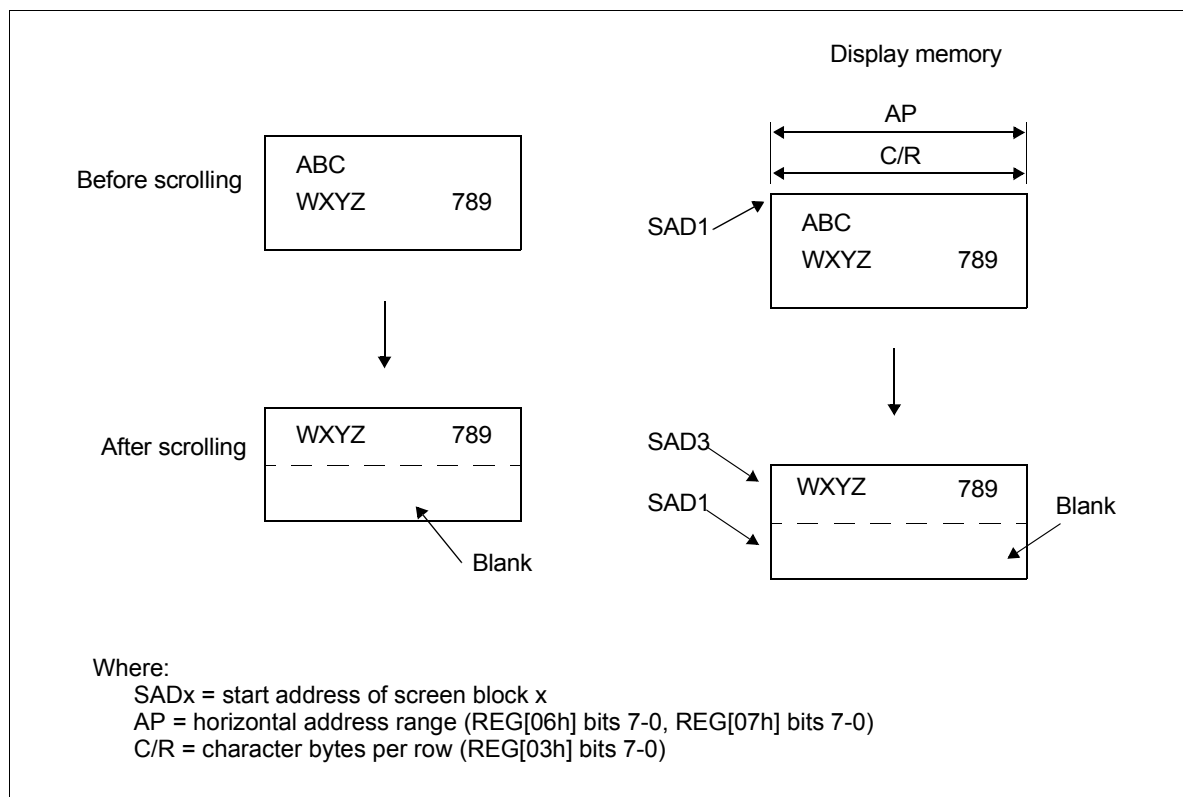 Display memory
AP
C/R
Before scrolling
ABC
WXYZ 789
SAD1
ABC
WXYZ 789
After scrolling
WXYZ 789
Blank
SAD3
SAD1
WXYZ 789
Blank
Where:
SADx = start address of screen block x
AP = horizontal address range (REG[06h] bits 7-0, REG[07h] bits 7-0)
C/R = character bytes per row (REG[03h] bits 7-0)